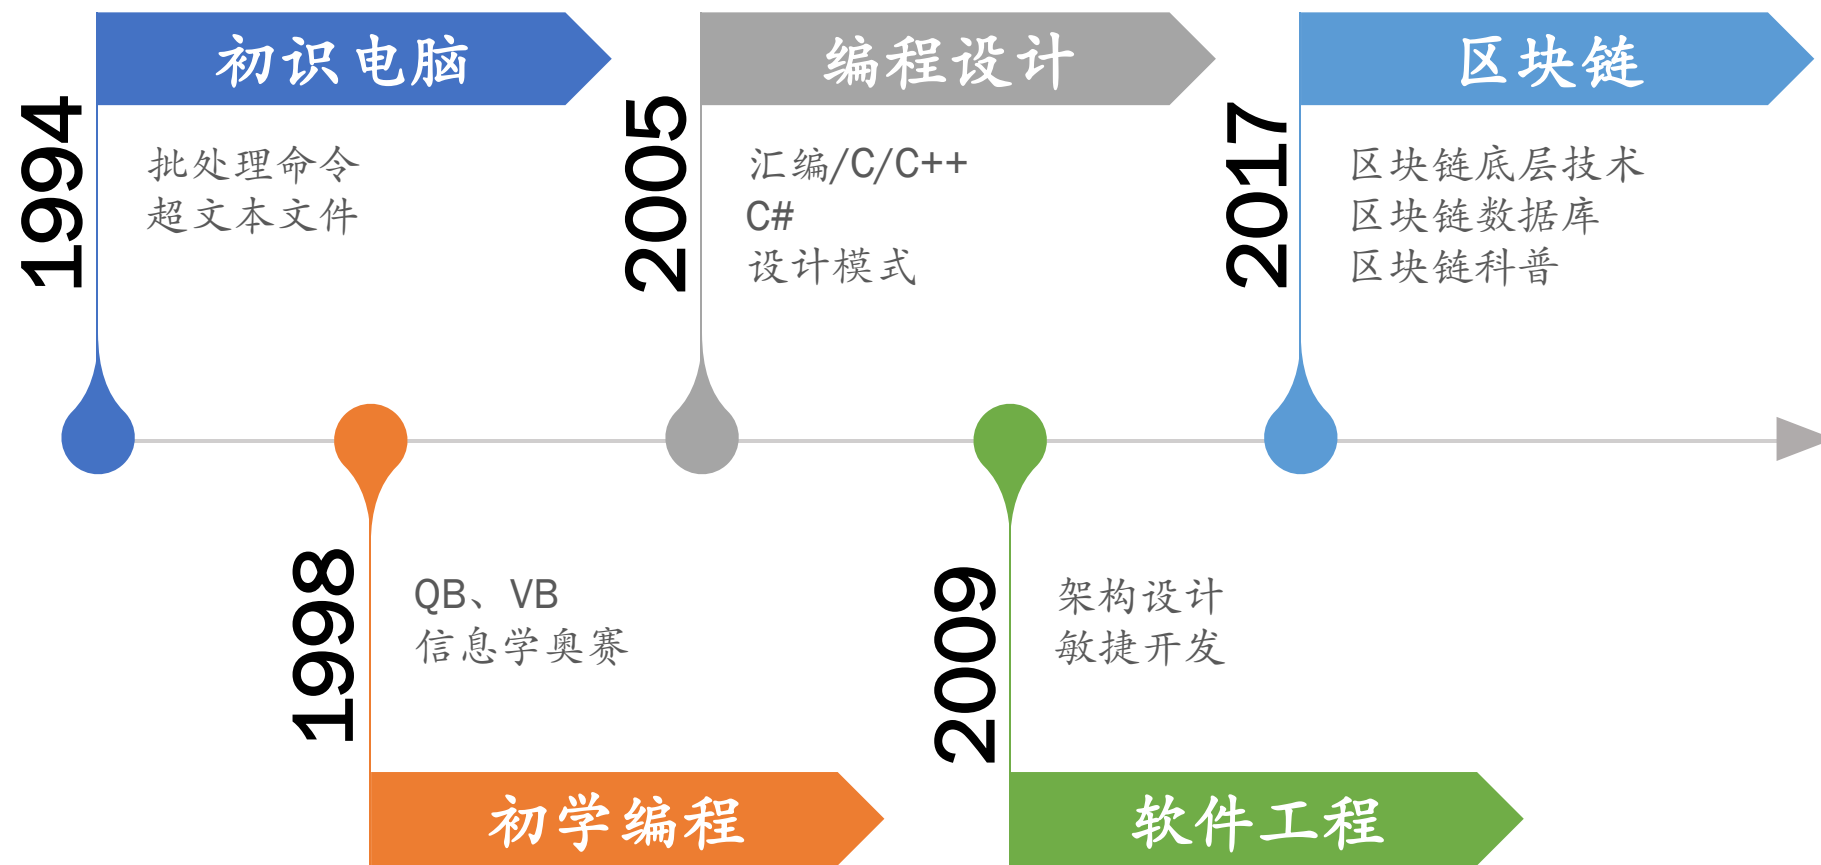 1994
初识电脑
批处理命令
超文本文件
1998
QB、VB
信息学奥赛
初学编程
2005
编程设计
汇编/C/C++
C#
设计模式
2009
架构设计
敏捷开发
软件工程
2017
区块链
区块链底层技术
区块链数据库
区块链科普